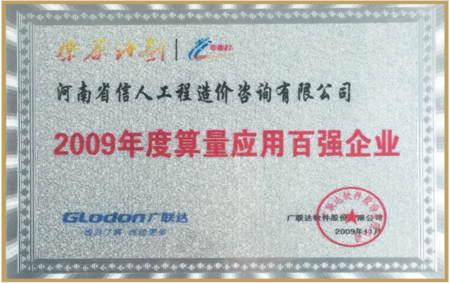 河南省信人工程造价咨询有限公司
2009年度算量应用百强企业
GLodon广联达
广联达软件股份有限公司
2009年11月